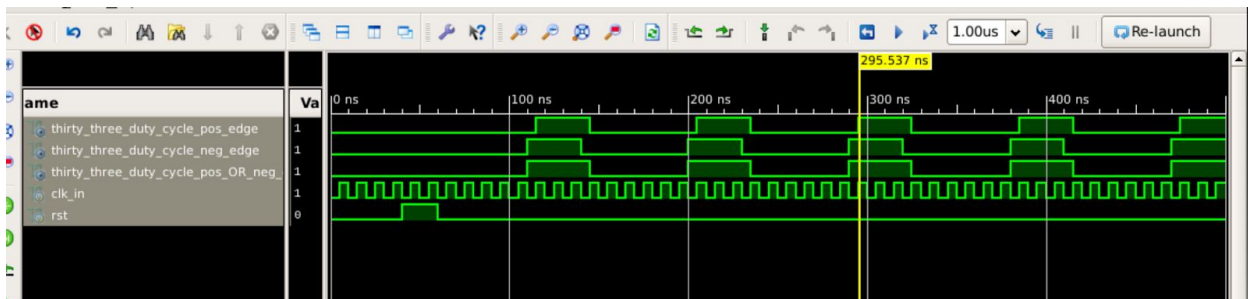 1.00us
Re-launch
295.537 ns
ame Va
0 ns 100 ns 200 ns 300 ns 400 ns
thirty_three_duty_cycle_pos_edge 1
thirty_three_duty_cycle_neg_edge 1
thirty_three_duty_cycle_pos_OR_neg_ 1
clk_in 1
rst 0